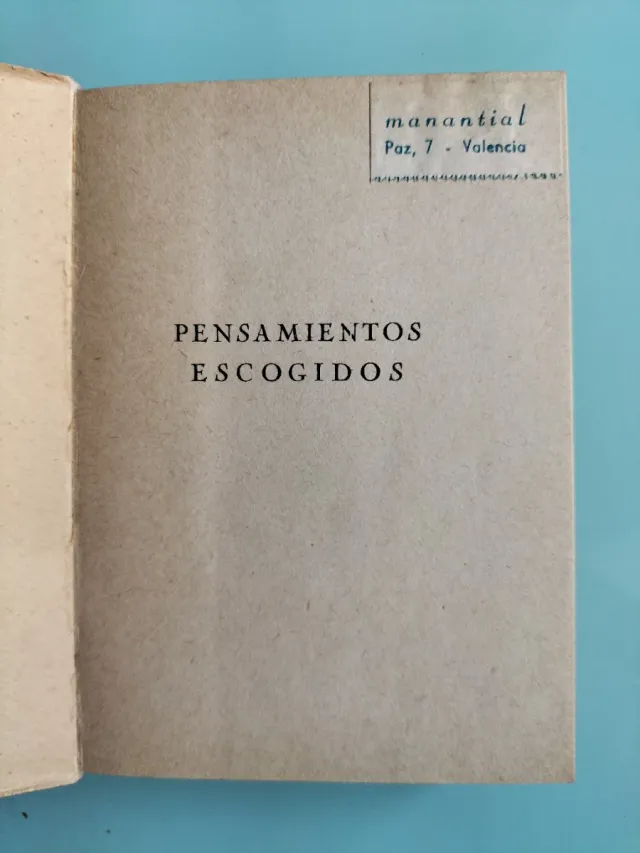 manantial
Paz, 7 - Valencia
PENSAMIENTOS
ESCOGIDOS